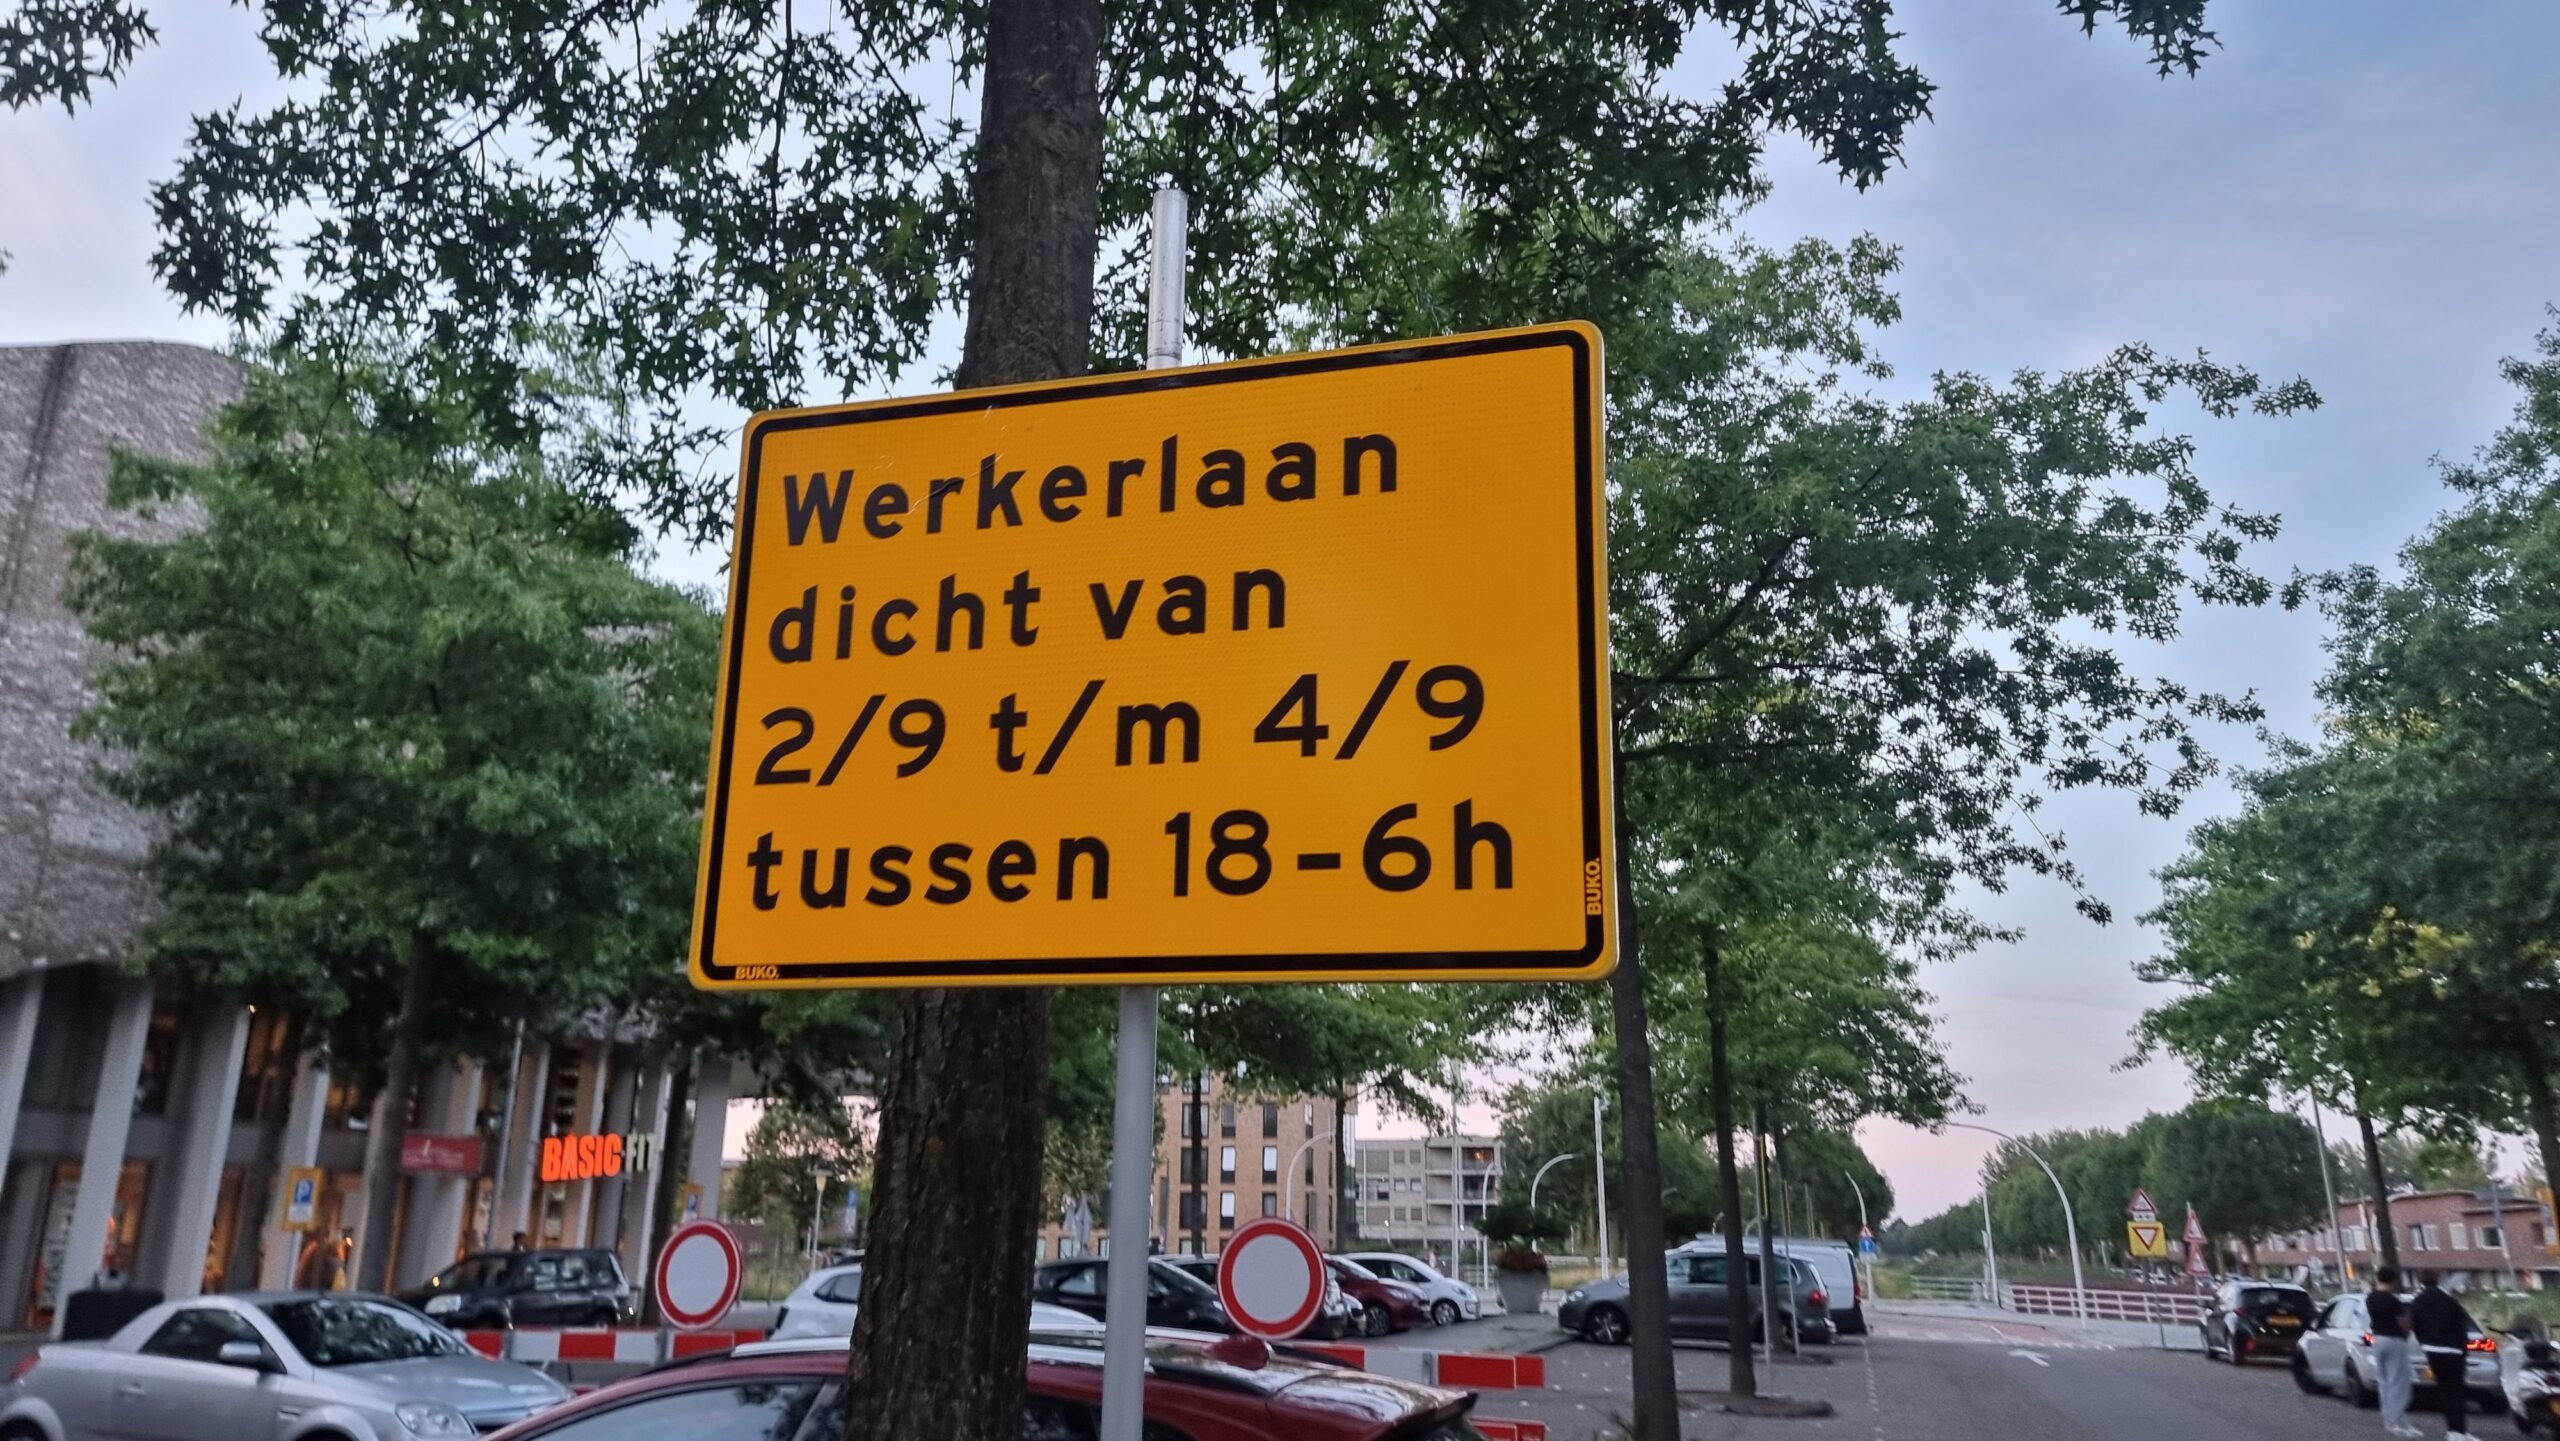 Werkerlaan
dicht van
2/9 t/m 4/9
tussen 18-6h
BUKO.
BUKO.
BASIC-FIT
P